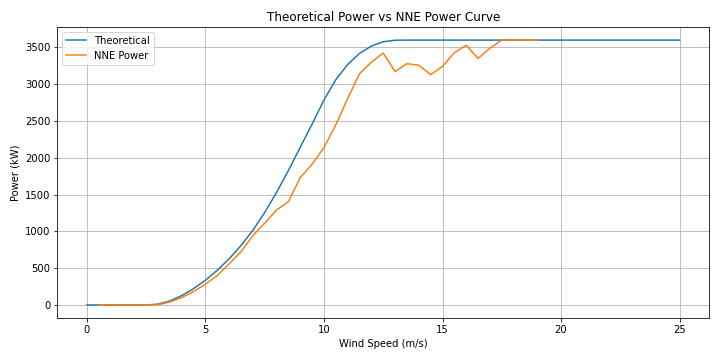 Theoretical Power vs NNE Power Curve
Theoretical
NNE Power
3500
3000
2500
2000
1500
1000
500
0
Power (kW)
0 5 10 15 20 25
Wind Speed (m/s)